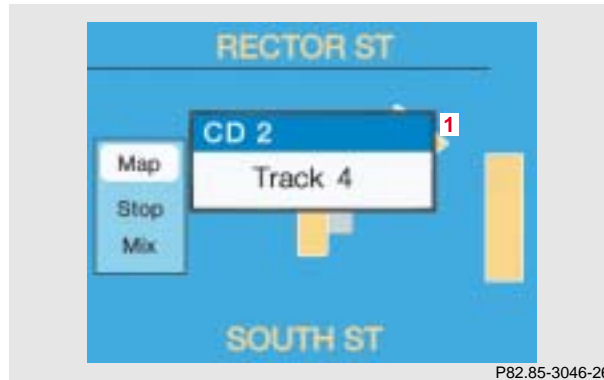 RECTOR ST
CD 2
1
Track 4
Map
Stop
Mix
SOUTH ST
P82.85-3046-26